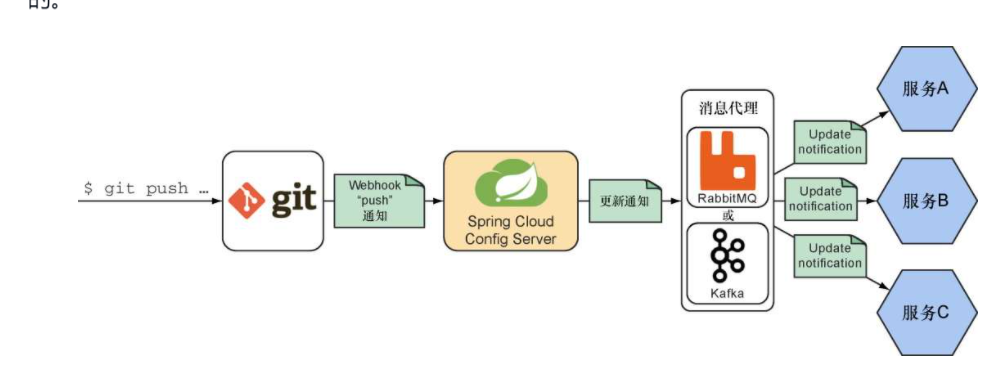 的。
$ git push …
git
Webhook
“push”
通知
Spring Cloud
Config Server
更新通知
消息代理
RabbitMQ
或
Kafka
Update
notification
Update
notification
Update
notification
服务A
服务B
服务C